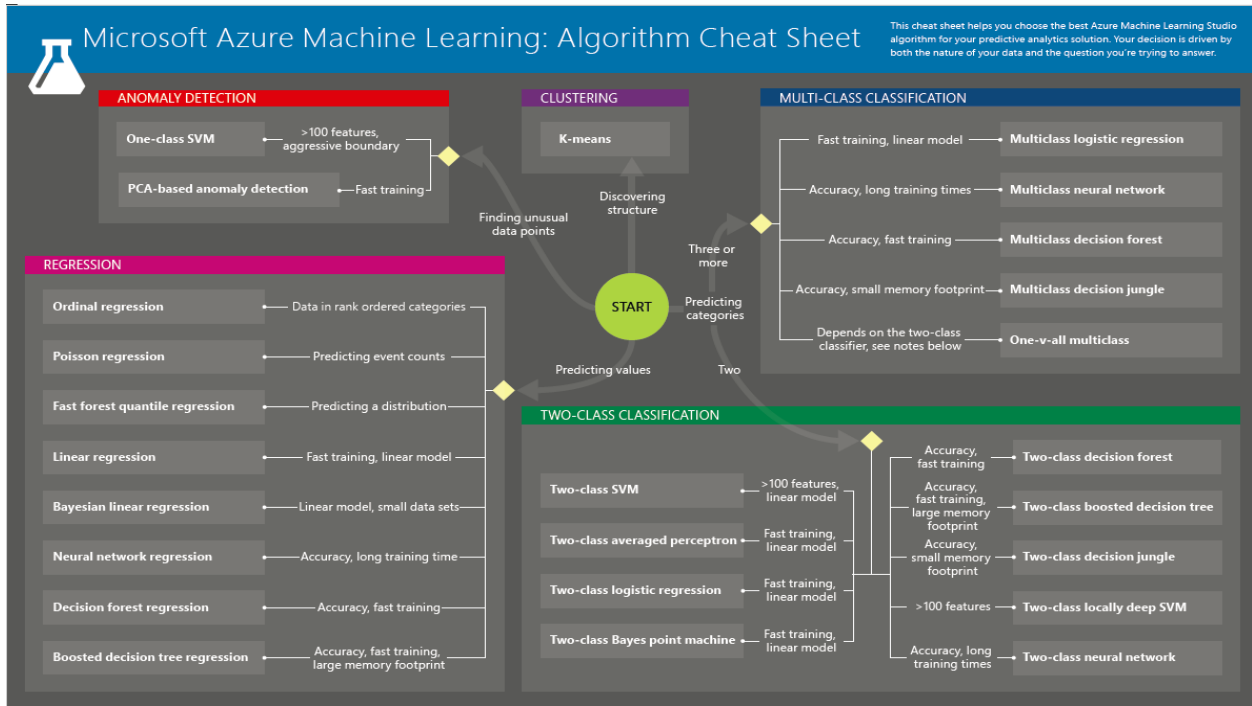 Microsoft Azure Machine Learning: Algorithm Cheat Sheet
This cheat sheet helps you choose the best Azure Machine Learning Studio
algorithm for your predictive analytics solution. Your decision is driven by
both the nature of your data and the question you're trying to answer.
ANOMALY DETECTION
One-class SVM
>100 features,
aggressive boundary
PCA-based anomaly detection
Fast training
CLUSTERING
K-means
MULTI-CLASS CLASSIFICATION
Fast training, linear model
Multiclass logistic regression
Accuracy, long training times
Multiclass neural network
Accuracy, fast training
Multiclass decision forest
Accuracy, small memory footprint
Multiclass decision jungle
Depends on the two-class
classifier, see notes below
One-v-all multiclass
Finding unusual
data points
Discovering
structure
Three or
more
START
Predicting
categories
Predicting values
Two
REGRESSION
Ordinal regression
Data in rank ordered categories
Poisson regression
Predicting event counts
Fast forest quantile regression
Predicting a distribution
Linear regression
Fast training, linear model
Bayesian linear regression
Linear model, small data sets
Neural network regression
Accuracy, long training time
Decision forest regression
Accuracy, fast training
Boosted decision tree regression
Accuracy, fast training,
large memory footprint
TWO-CLASS CLASSIFICATION
Two-class SVM
>100 features,
linear model
Two-class averaged perceptron
Fast training,
linear model
Two-class logistic regression
Fast training,
linear model
Two-class Bayes point machine
Fast training,
linear model
Accuracy,
fast training
Two-class decision forest
Accuracy,
fast training,
large memory
footprint
Two-class boosted decision tree
Accuracy,
small memory
footprint
Two-class decision jungle
>100 features
Two-class locally deep SVM
Accuracy, long
training times
Two-class neural network